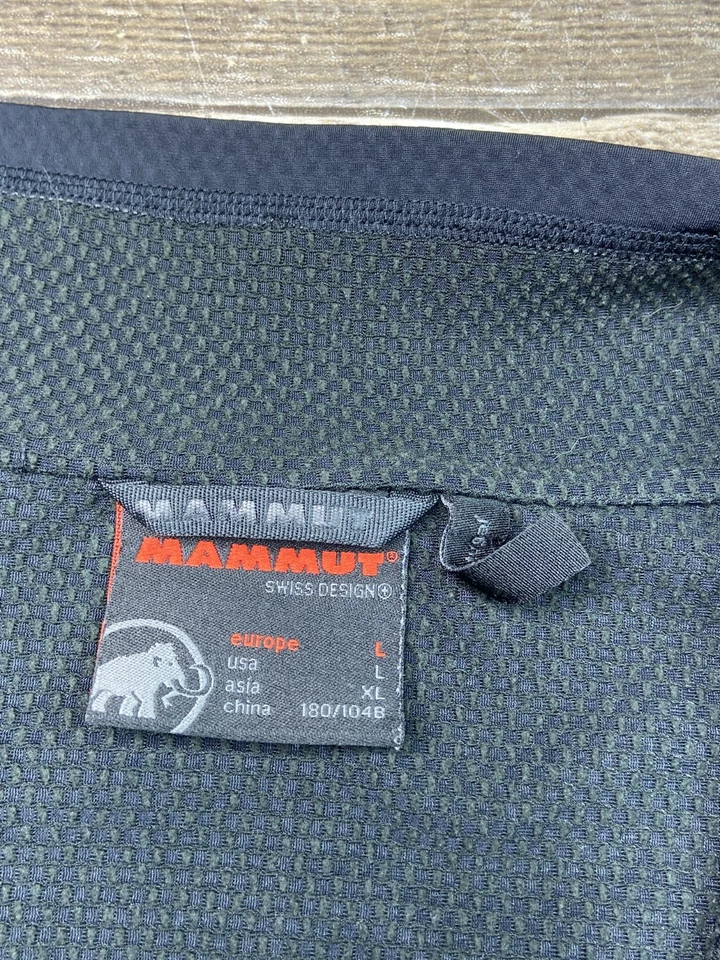 MAMMUT
MAMMUT®
SWISS DESIGN
europe L
usa L
asia XL
china 180/104B